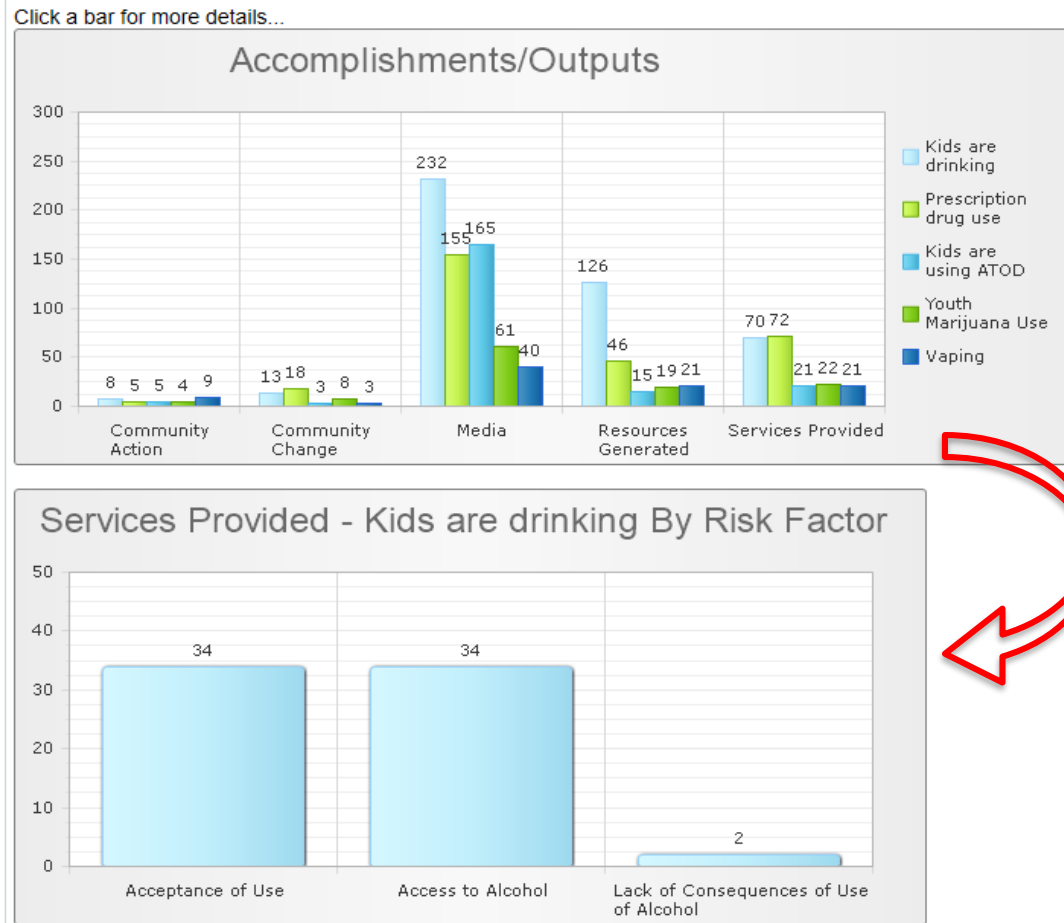 Click a bar for more details...
Accomplishments/Outputs
300
250
200
150
100
50
0
8 5 5 4 9
13 18 3 8 3
232 155 165 61 40
126 46 15 19 21
70 72 21 22 21
Community
Action
Community
Change
Media
Resources
Generated
Services Provided
Kids are
drinking
Prescription
drug use
Kids are
using ATOD
Youth
Marijuana Use
Vaping
Services Provided - Kids are drinking By Risk Factor
50
40
30
20
10
0
34
34
2
Acceptance of Use
Access to Alcohol
Lack of Consequences of Use
of Alcohol